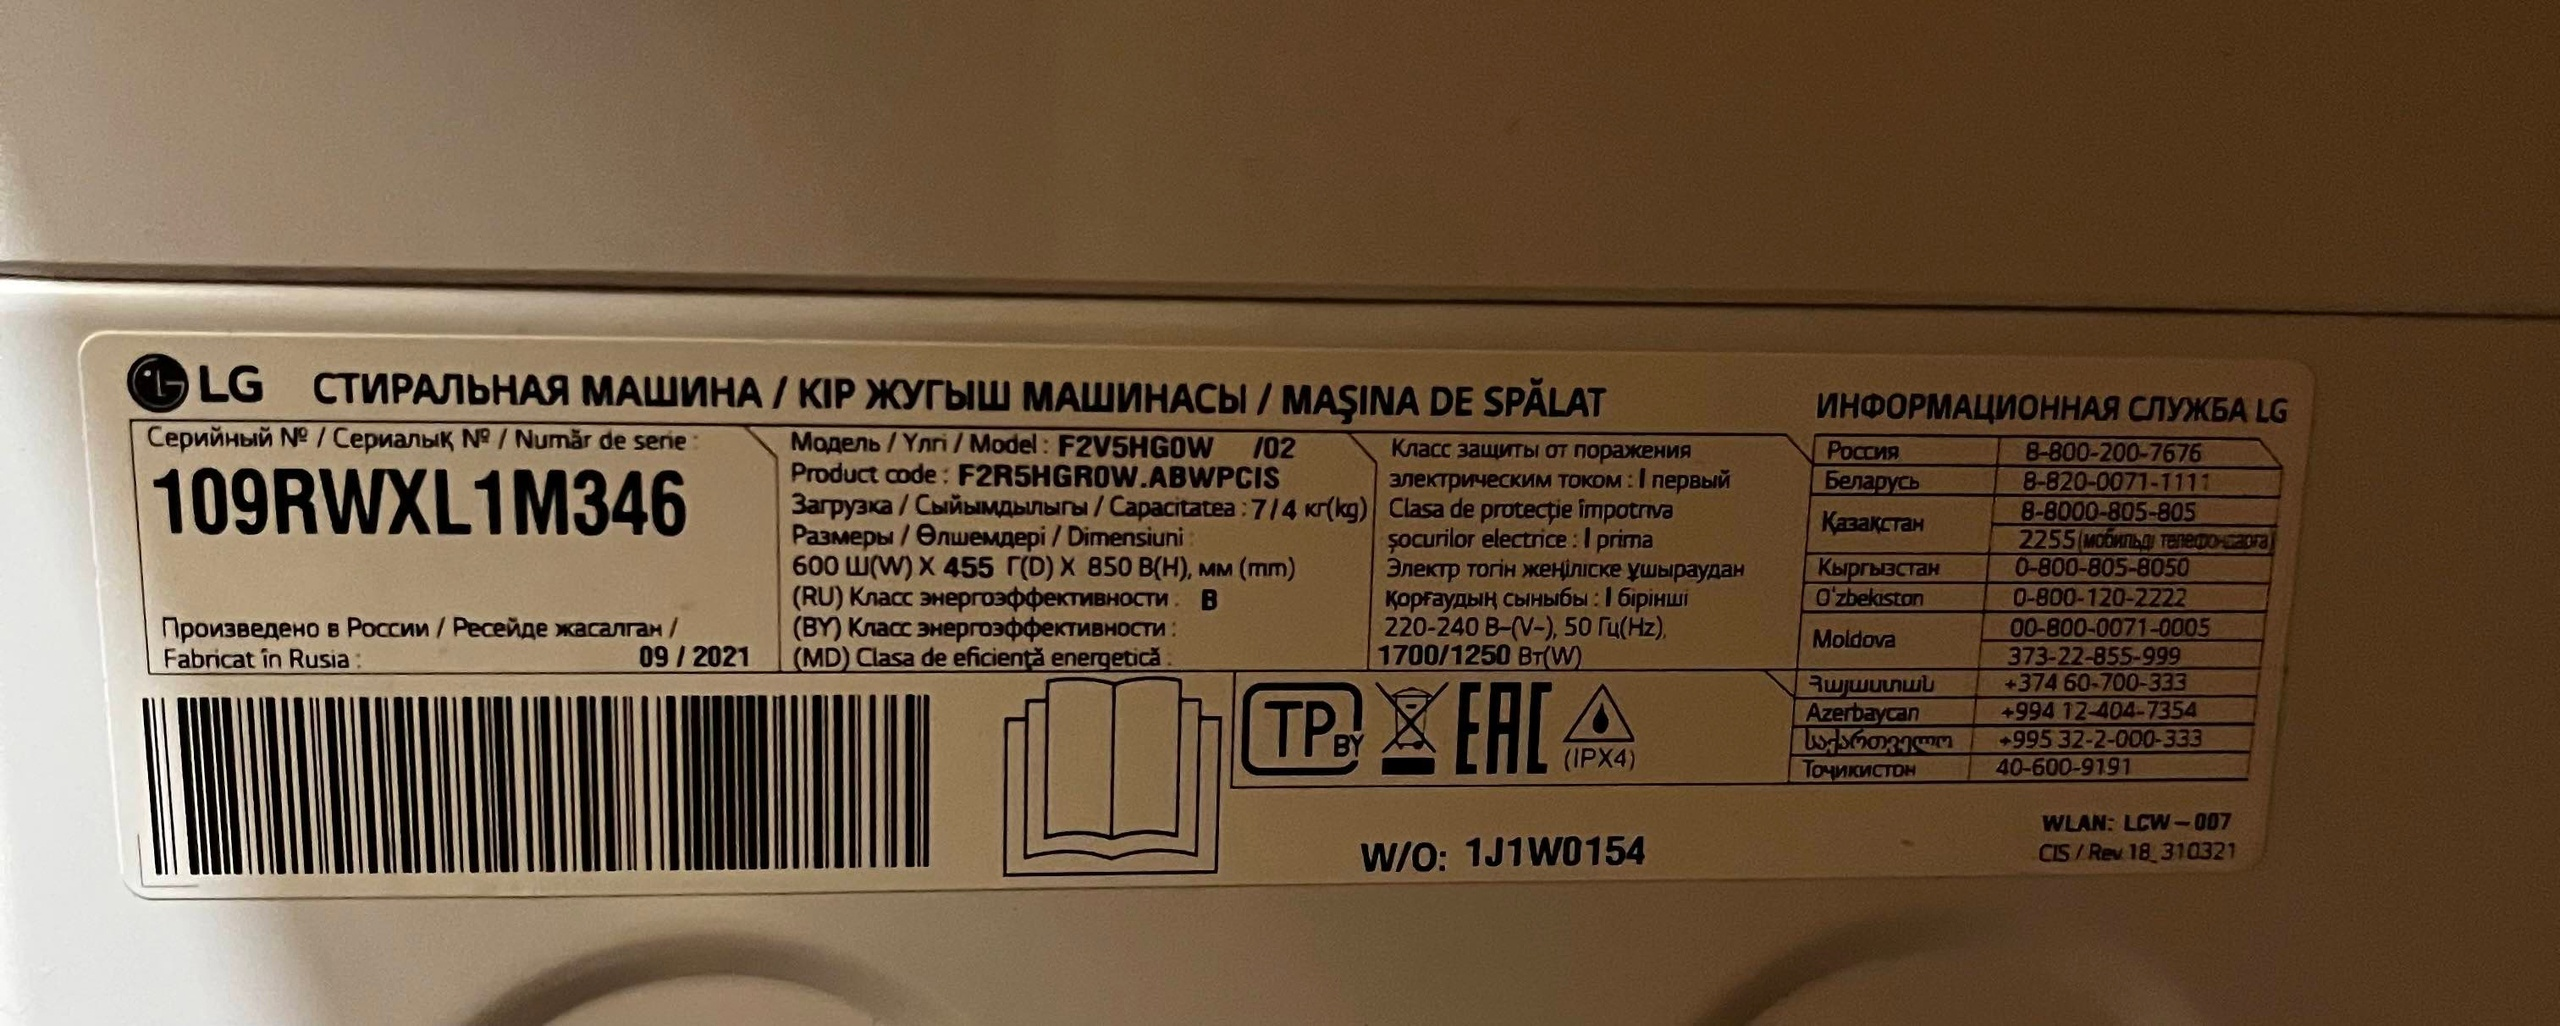 LG СТИРАЛЬНАЯ МАШИНА / КІР ЖУГЫШ МАШИНАСЫ / MAŞINA DE SPĂLAT
Серийный № / Сериалық № / Număr de serie :
109RWXL1M346
Произведено в России / Ресейде жасалган /
Fabricat în Rusia : 09 / 2021
Модель / Үлгі / Model : F2V5HG0W /02
Product code : F2R5HGR0W.ABWPCIS
Загрузка / Сыйымдылыгы / Capacitatea : 7/4 кг(kg)
Размеры / Өлшемдері / Dimensiuni :
600 Ш(W) X 455 Г(D) X 850 В(H), мм (mm)
(RU) Класс энергоэффективности : B
(BY) Класс энергоэффективности :
(MD) Clasa de eficienţă energetică :
Класс защиты от поражения
электрическим током : I первый
Clasa de protecţie împotriva
şocurilor electrice : I prima
Электр тогін жеңіліске ұшыраудан
Қорғаудың сыныбы : I бірінші
220-240 В~(V~), 50 Гц(Hz),
1700/1250 Вт(W)
ИНФОРМАЦИОННАЯ СЛУЖБА LG
Россия 8-800-200-7676
Беларусь 8-820-0071-1111
Қазақстан 8-8000-805-805
2255 (мобильді телефондарға)
Кыргызстан 0-800-805-8050
O'zbekiston 0-800-120-2222
Moldova 00-800-0071-0005
373-22-855-999
Հայաստան +374 60-700-333
Azerbaycan +994 12-404-7354
საქართველო +995 32-2-000-333
Тоҷикистон 40-600-9191
TP BY EAC (IPX4)
W/O: 1J1W0154
WLAN: LCW-007
CIS / Rev.18_310321